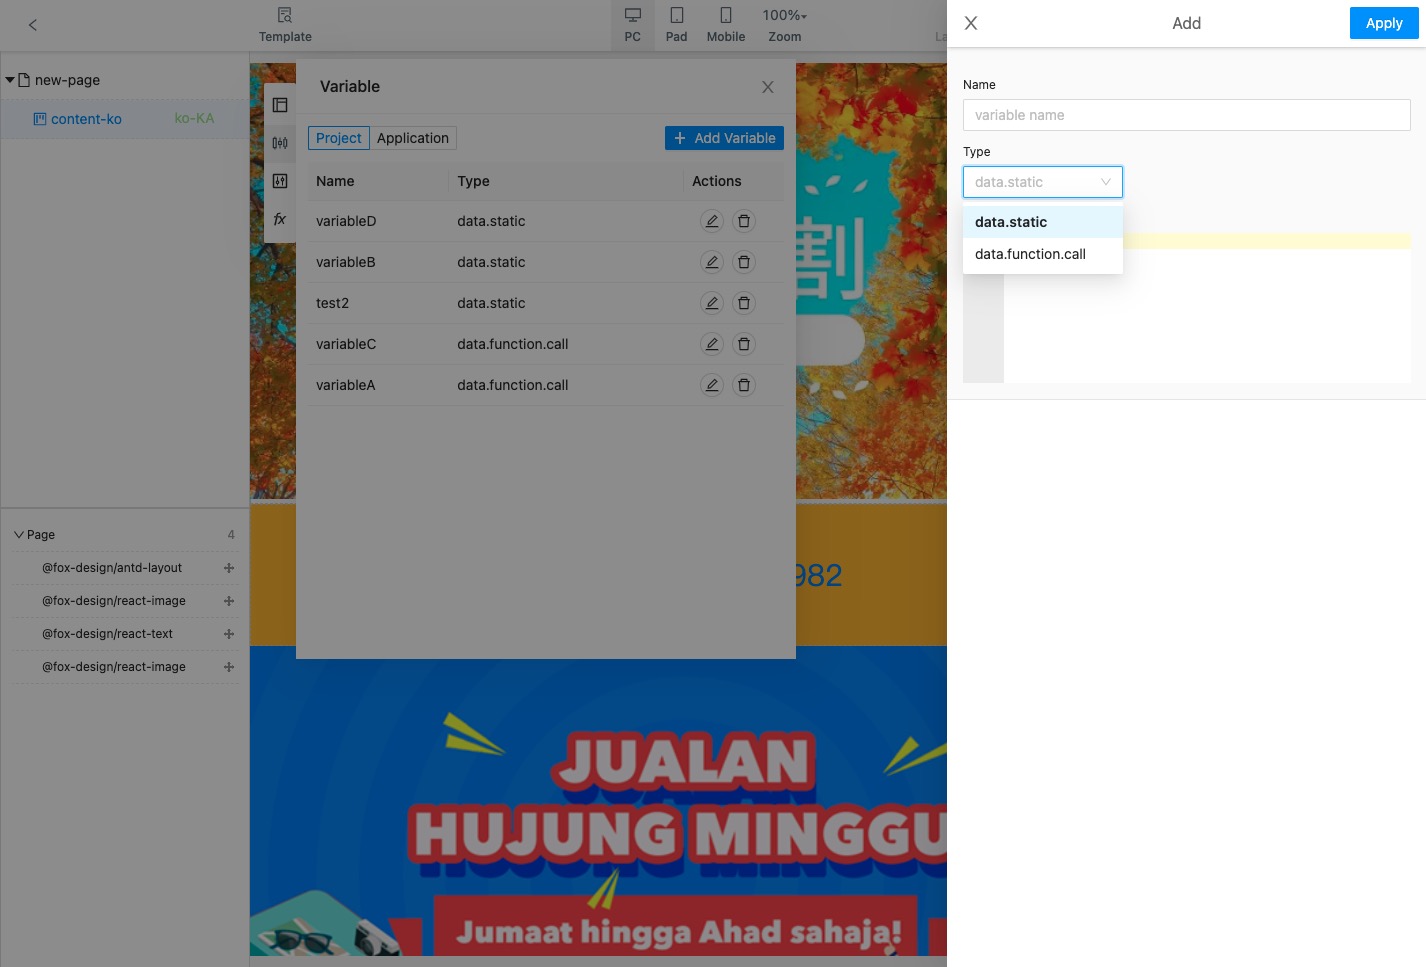 Template
PC
Pad
Mobile
100%
Zoom
Add
Apply
new-page
content-ko
ko-KA
Variable
Project
Application
Add Variable
Name
Type
Actions
variableD
data.static
variableB
data.static
test2
data.static
variableC
data.function.call
variableA
data.function.call
fx
Name
variable name
Type
data.static
data.static
data.function.call
割
982
Page
4
@fox-design/antd-layout
@fox-design/react-image
@fox-design/react-text
@fox-design/react-image
JUALAN
HUJUNG MINGGU
Jumaat hingga Ahad sahaja!